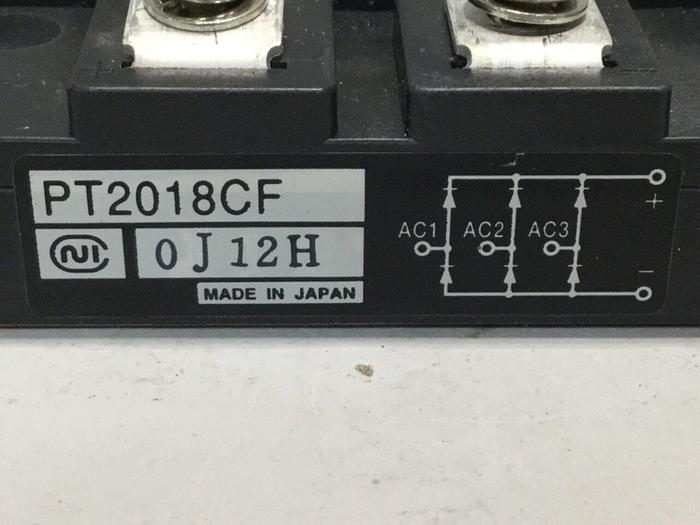 PT2018CF
0J12H
MADE IN JAPAN
AC1 AC2 AC3
+
−